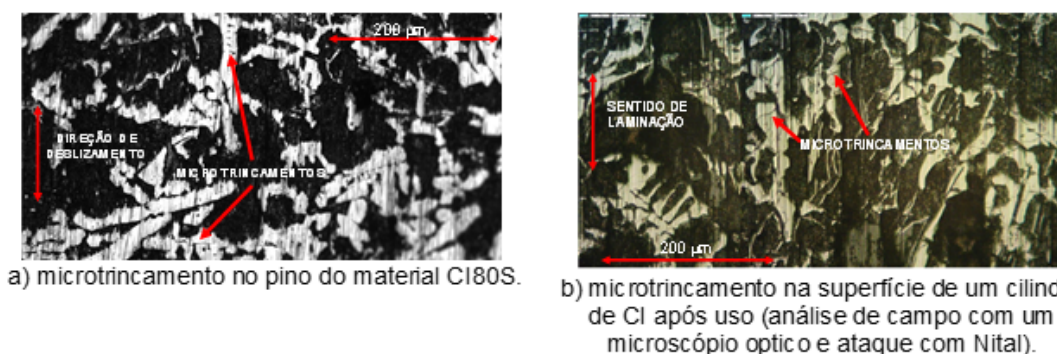 200 µm
DIREÇÃO DE
DESLIZAMENTO
MICROTRINCAMENTOS
a) microtrincamento no pino do material CI80S.
SENTIDO DE
LAMINAÇÃO
MICROTRINCAMENTOS
200 µm
b) microtrincamento na superfície de um cilind
de CI após uso (análise de campo com um
microscópio optico e ataque com Nital).